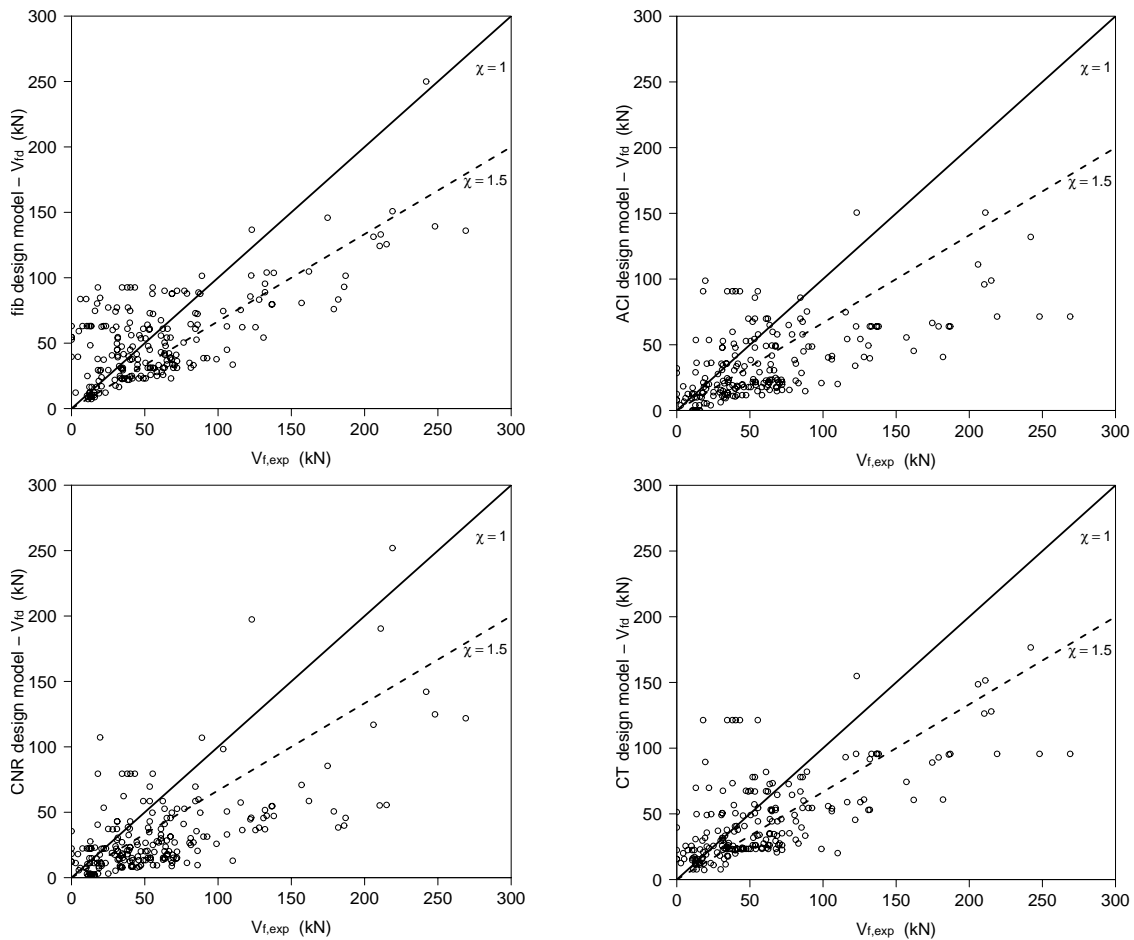 300
250
200
150
100
50
0
fib design model – Vfd (kN)
χ = 1
χ = 1.5
0 50 100 150 200 250 300
Vf,exp (kN)
300
250
200
150
100
50
0
ACI design model – Vfd (kN)
χ = 1
χ = 1.5
0 50 100 150 200 250 300
Vf,exp (kN)
300
250
200
150
100
50
0
CNR design model – Vfd (kN)
χ = 1
χ = 1.5
0 50 100 150 200 250 300
Vf,exp (kN)
300
250
200
150
100
50
0
CT design model – Vfd (kN)
χ = 1
χ = 1.5
0 50 100 150 200 250 300
Vf,exp (kN)